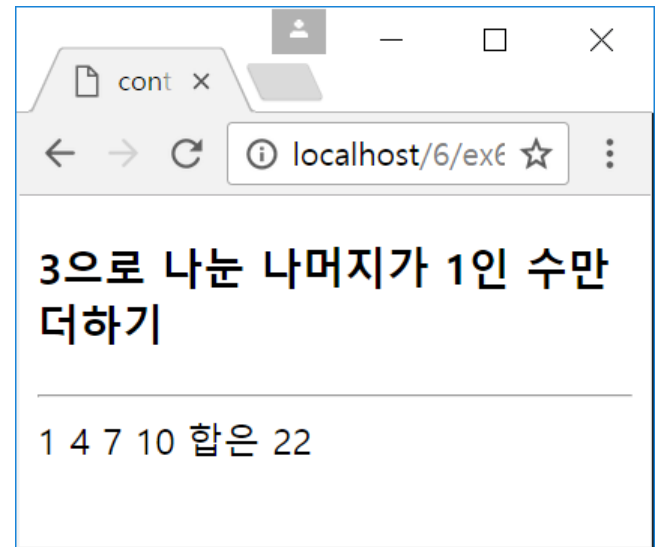 cont
localhost/6/ex6
3으로 나눈 나머지가 1인 수만
더하기
1 4 7 10 합은 22